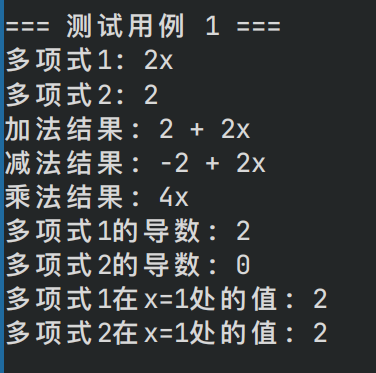 === 测试用例 1 ===
多项式1: 2x
多项式2: 2
加法结果: 2 + 2x
减法结果: -2 + 2x
乘法结果: 4x
多项式1的导数: 2
多项式2的导数: 0
多项式1在x=1处的值: 2
多项式2在x=1处的值: 2